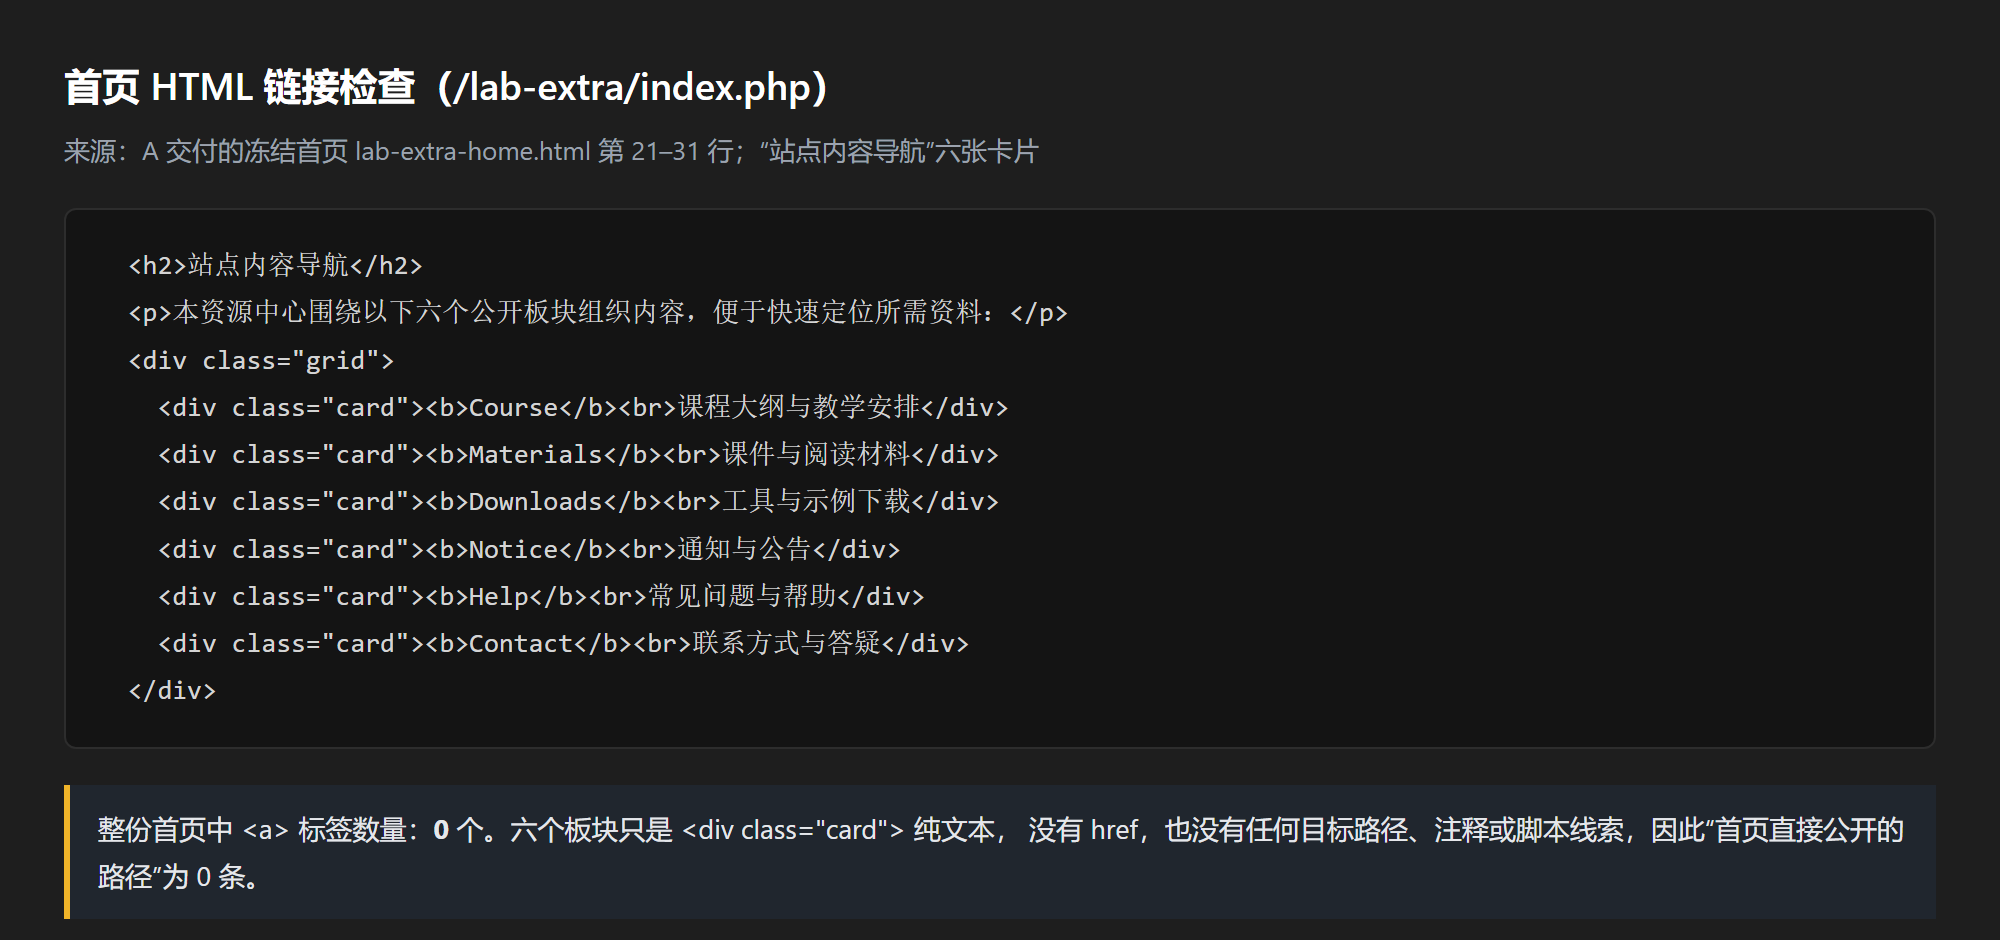 首页 HTML 链接检查（/lab-extra/index.php）
来源：A 交付的冻结首页 lab-extra-home.html 第 21–31 行；“站点内容导航”六张卡片
<h2>站点内容导航</h2>
<p>本资源中心围绕以下六个公开板块组织内容，便于快速定位所需资料：</p>
<div class="grid">
  <div class="card"><b>Course</b><br>课程大纲与教学安排</div>
  <div class="card"><b>Materials</b><br>课件与阅读材料</div>
  <div class="card"><b>Downloads</b><br>工具与示例下载</div>
  <div class="card"><b>Notice</b><br>通知与公告</div>
  <div class="card"><b>Help</b><br>常见问题与帮助</div>
  <div class="card"><b>Contact</b><br>联系方式与答疑</div>
</div>
整份首页中 <a> 标签数量：0 个。六个板块只是 <div class="card"> 纯文本， 没有 href，也没有任何目标路径、注释或脚本线索，因此“首页直接公开的
路径”为 0 条。